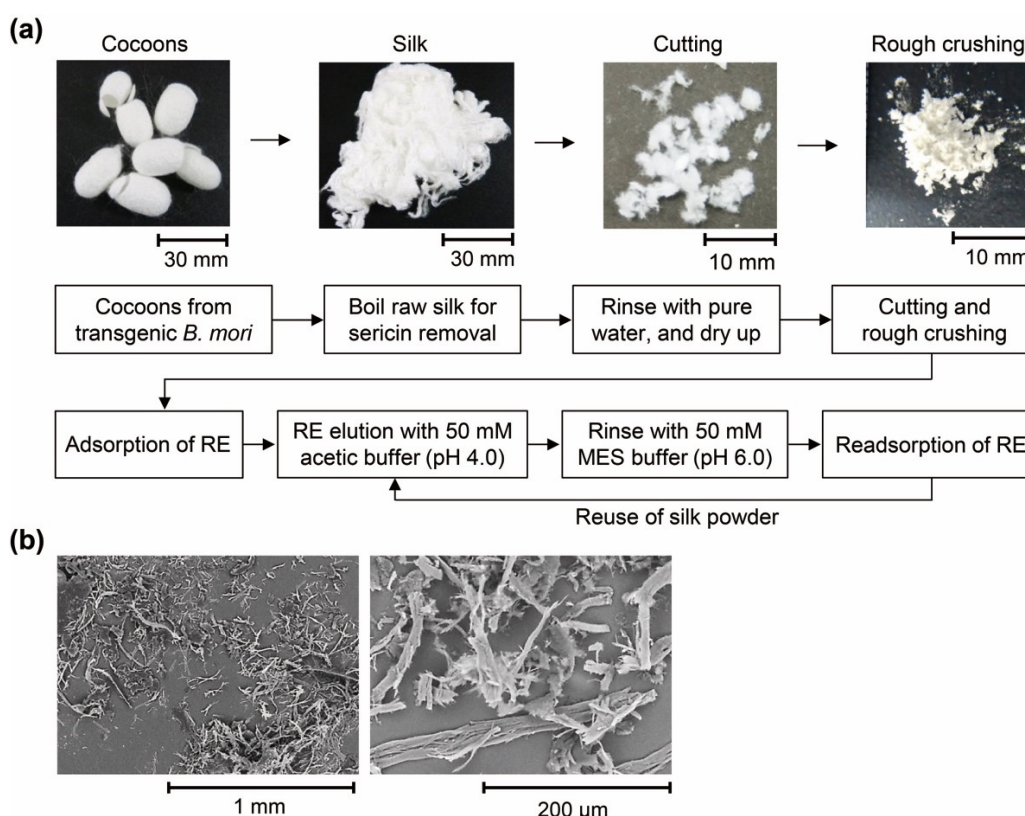 (a)
Cocoons
Silk
Cutting
Rough crushing
30 mm
30 mm
10 mm
10 mm
Cocoons from
transgenic B. mori
Boil raw silk for
sericin removal
Rinse with pure
water, and dry up
Cutting and
rough crushing
Adsorption of RE
RE elution with 50 mM
acetic buffer (pH 4.0)
Rinse with 50 mM
MES buffer (pH 6.0)
Readsorption of RE
Reuse of silk powder
(b)
1 mm
200 µm